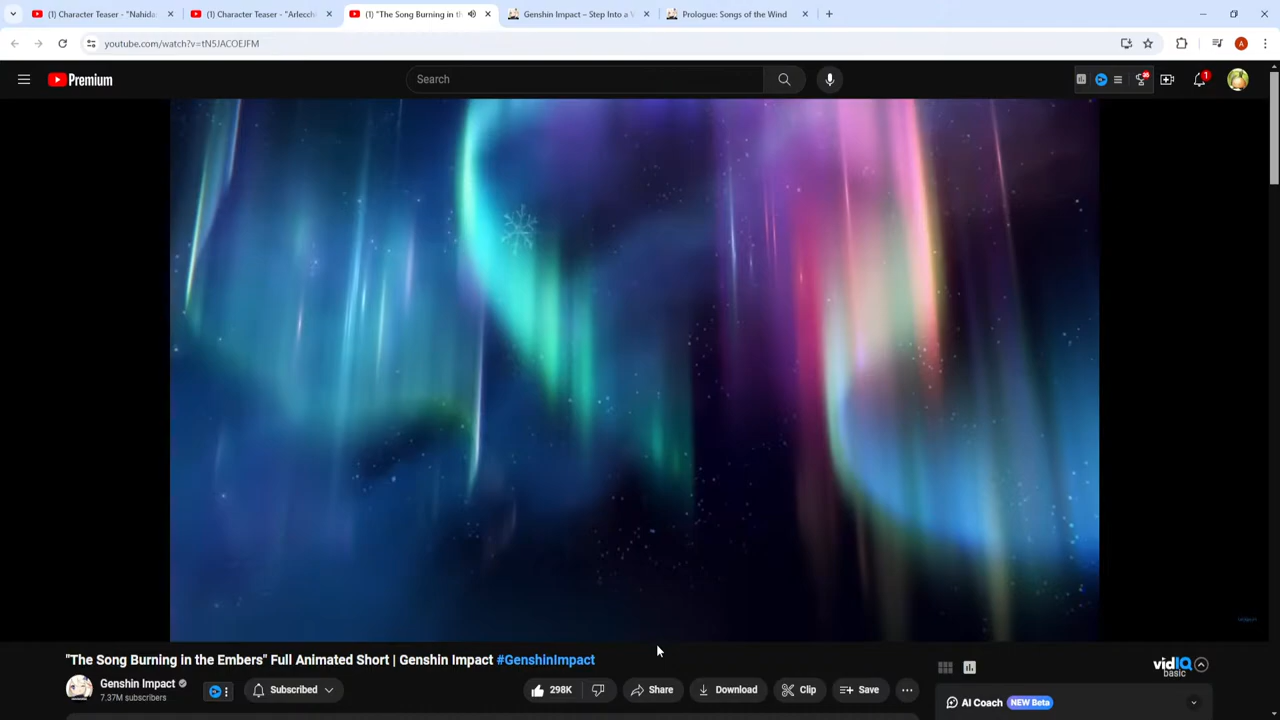 (1) Character Teaser - "Nahida
(1) Character Teaser - "Arlecch
(1) "The Song Burning in th
Genshin Impact – Step Into a V
Prologue: Songs of the Wind
youtube.com/watch?v=tN5JACOEJFM
A
Premium
Search
1
"The Song Burning in the Embers" Full Animated Short | Genshin Impact #GenshinImpact
Genshin Impact
7.37M subscribers
Subscribed
298K
Share
Download
Clip
Save
vidIQ
basic
AI Coach NEW Beta